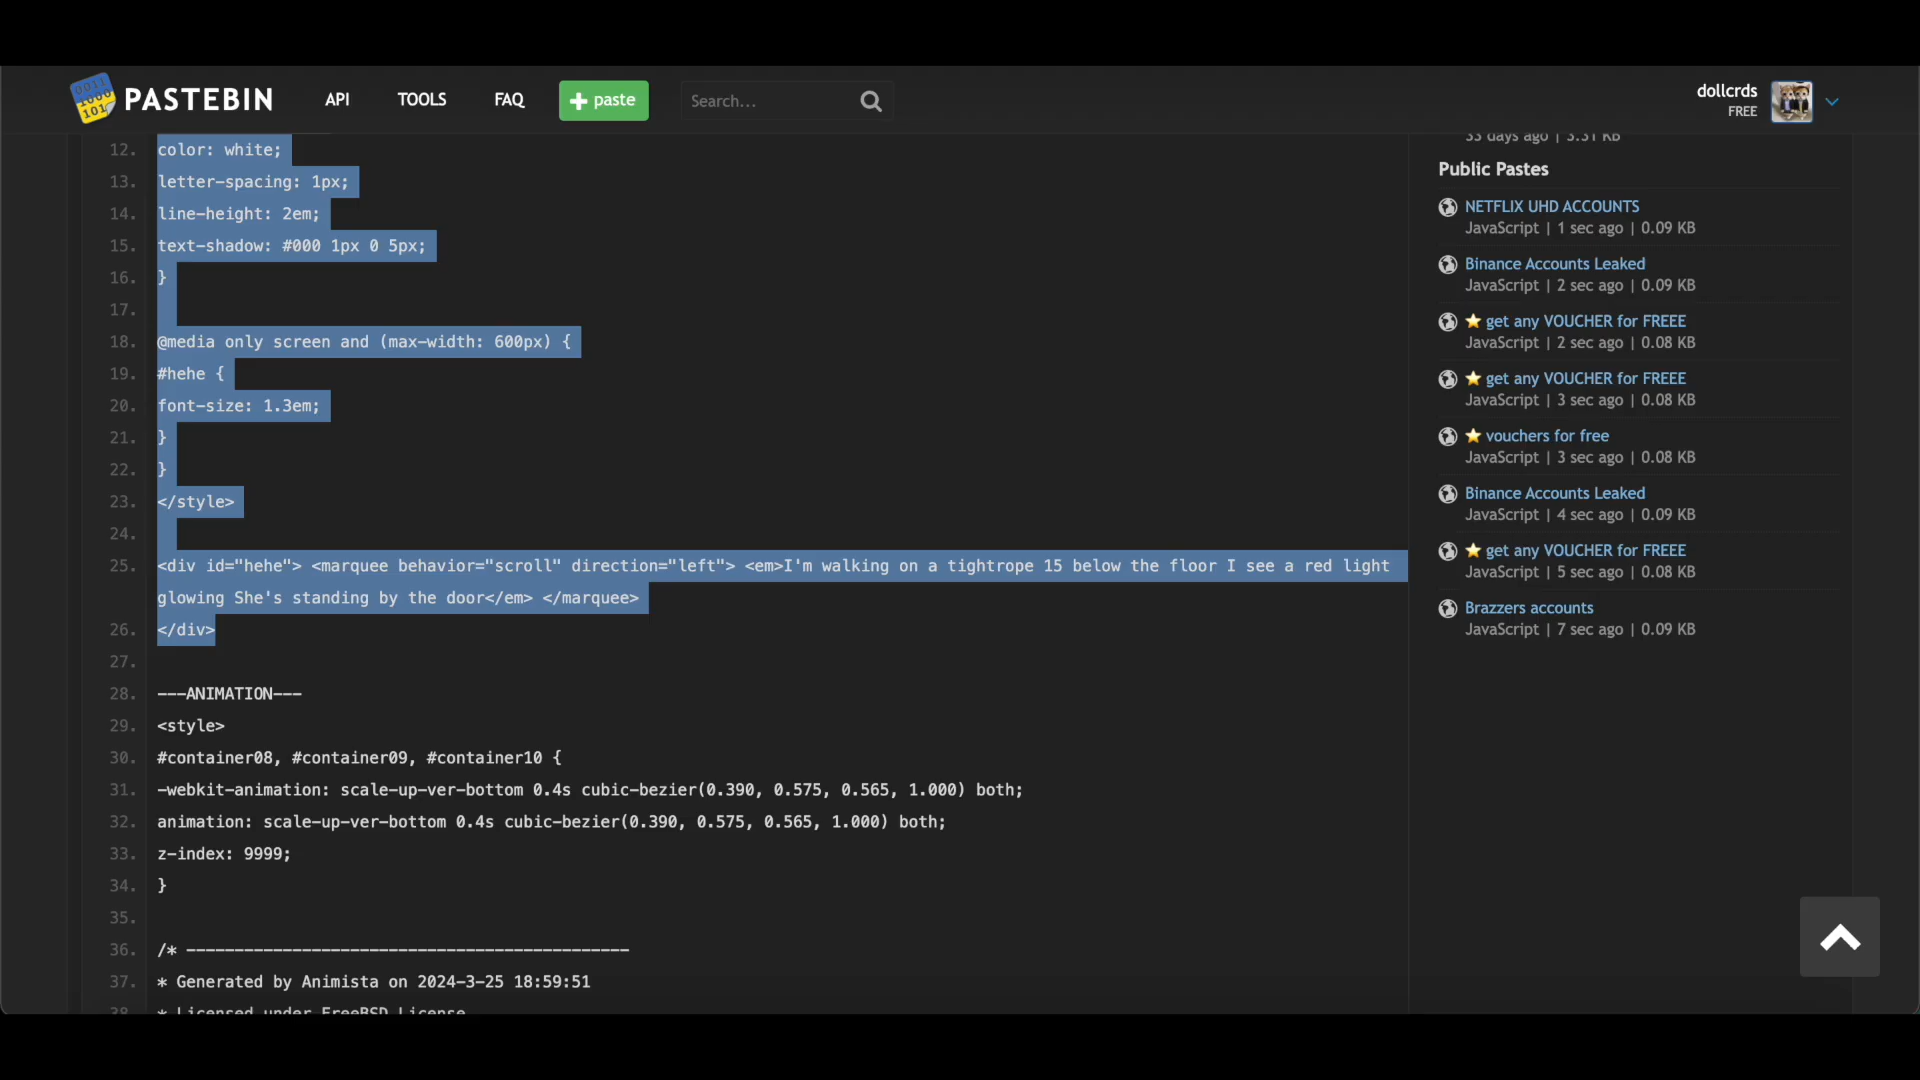 PASTEBIN API TOOLS FAQ + paste Search... dollcrds
FREE
12. color: white;
13. letter-spacing: 1px;
14. line-height: 2em;
15. text-shadow: #000 1px 0 5px;
16. }
17.
18. @media only screen and (max-width: 600px) {
19. #hehe {
20. font-size: 1.3em;
21. }
22. }
23. </style>
24.
25. <div id="hehe"> <marquee behavior="scroll" direction="left"> <em>I'm walking on a tightrope 15 below the floor I see a red light
glowing She's standing by the door</em> </marquee>
26. </div>
27.
28. ---ANIMATION---
29. <style>
30. #container08, #container09, #container10 {
31. -webkit-animation: scale-up-ver-bottom 0.4s cubic-bezier(0.390, 0.575, 0.565, 1.000) both;
32. animation: scale-up-ver-bottom 0.4s cubic-bezier(0.390, 0.575, 0.565, 1.000) both;
33. z-index: 9999;
34. }
35.
36. /* ----------------------------------------------
37. * Generated by Animista on 2024-3-25 18:59:51
38. * Licensed under FreeBSD License
33 days ago | 3.31 KB
Public Pastes
NETFLIX UHD ACCOUNTS
JavaScript | 1 sec ago | 0.09 KB
Binance Accounts Leaked
JavaScript | 2 sec ago | 0.09 KB
⭐ get any VOUCHER for FREEE
JavaScript | 2 sec ago | 0.08 KB
⭐ get any VOUCHER for FREEE
JavaScript | 3 sec ago | 0.08 KB
⭐ vouchers for free
JavaScript | 3 sec ago | 0.08 KB
Binance Accounts Leaked
JavaScript | 4 sec ago | 0.09 KB
⭐ get any VOUCHER for FREEE
JavaScript | 5 sec ago | 0.08 KB
Brazzers accounts
JavaScript | 7 sec ago | 0.09 KB